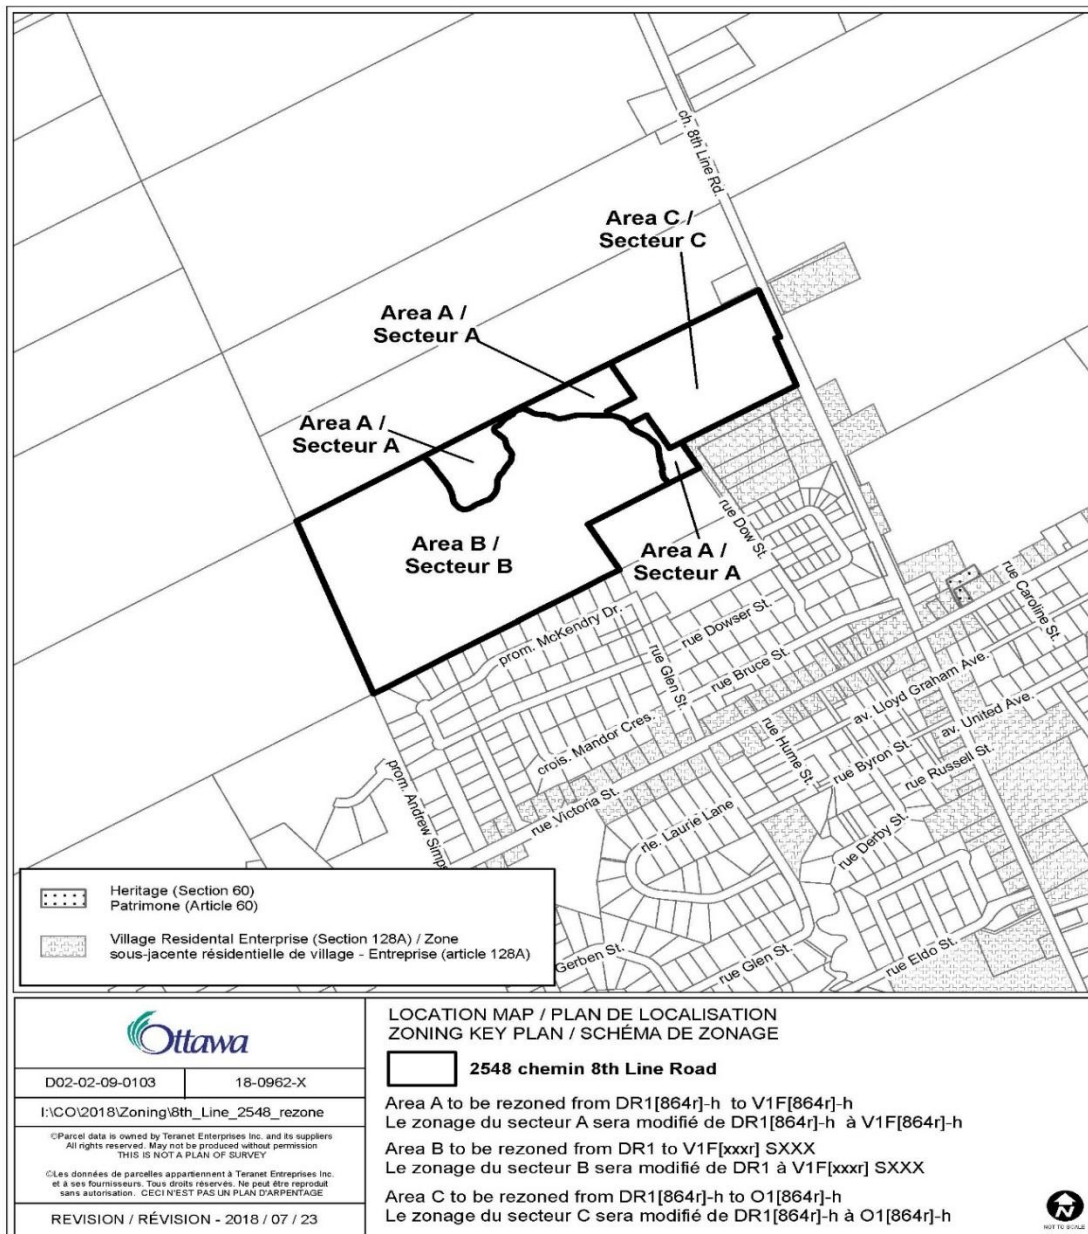 ch. 8th Line Rd.
Area C /
Secteur C
Area A /
Secteur A
Area A /
Secteur A
Area B /
Secteur B
Area A /
Secteur A
rue Dow St.
rue Caroline St.
prom. McKendry Dr.
rue Dowser St.
rue Glen St.
rue Bruce St.
av. Lloyd Graham Ave.
av. United Ave.
crois. Mandor Cres.
rue Hume St.
rue Byron St.
rue Russell St.
prom. Andrew Simps
rue Victoria St.
rle. Laurie Lane
rue Derby St.
Gerben St.
rue Glen St.
rue Eldo St.
Heritage (Section 60)
Patrimone (Article 60)
Village Residental Enterprise (Section 128A) / Zone
sous-jacente résidentielle de village - Entreprise (article 128A)
Ottawa
D02-02-09-0103
18-0962-X
I:\CO\2018\Zoning\8th_Line_2548_rezone
©Parcel data is owned by Teranet Enterprises Inc. and its suppliers
All rights reserved. May not be produced without permission
THIS IS NOT A PLAN OF SURVEY
©Les données de parcelles appartiennent à Teranet Entreprises Inc.
et à ses fournisseurs. Tous droits réservés. Ne peut être reproduit
sans autorisation. CECI N'EST PAS UN PLAN D'ARPENTAGE
REVISION / RÉVISION - 2018 / 07 / 23
LOCATION MAP / PLAN DE LOCALISATION
ZONING KEY PLAN / SCHÉMA DE ZONAGE
2548 chemin 8th Line Road
Area A to be rezoned from DR1[864r]-h to V1F[864r]-h
Le zonage du secteur A sera modifié de DR1[864r]-h à V1F[864r]-h
Area B to be rezoned from DR1 to V1F[xxxr] SXXX
Le zonage du secteur B sera modifié de DR1 à V1F[xxxr] SXXX
Area C to be rezoned from DR1[864r]-h to O1[864r]-h
Le zonage du secteur C sera modifié de DR1[864r]-h à O1[864r]-h
N
NOT TO SCALE